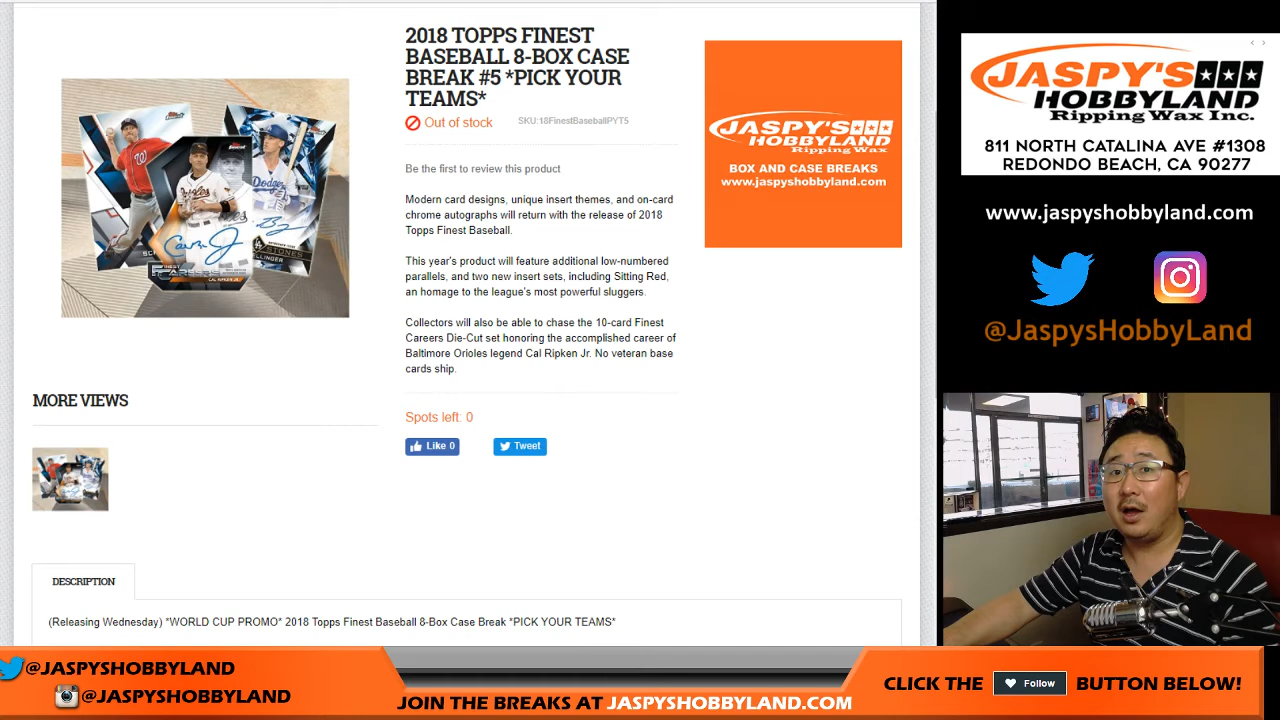 2018 TOPPS FINEST
BASEBALL 8-BOX CASE
BREAK #5 *PICK YOUR
TEAMS*
Out of stock
SKU:18FinestBaseballPYT5
Be the first to review this product
Modern card designs, unique insert themes, and on-card
chrome autographs will return with the release of 2018
Topps Finest Baseball.
This year's product will feature additional low-numbered
parallels, and two new insert sets, including Sitting Red,
an homage to the league's most powerful sluggers.
Collectors will also be able to chase the 10-card Finest
Careers Die-Cut set honoring the accomplished career of
Baltimore Orioles legend Cal Ripken Jr. No veteran base
cards ship.
Spots left: 0
Like 0
Tweet
MORE VIEWS
DESCRIPTION
(Releasing Wednesday) *WORLD CUP PROMO* 2018 Topps Finest Baseball 8-Box Case Break *PICK YOUR TEAMS*
JASPY'S
HOBBYLAND
Ripping Wax
BOX AND CASE BREAKS
www.jaspyshobbyland.com
JASPY'S
HOBBYLAND
Ripping Wax Inc.
811 NORTH CATALINA AVE #1308
REDONDO BEACH, CA 90277
www.jaspyshobbyland.com
@JaspysHobbyLand
@JASPYSHOBBYLAND
@JASPYSHOBBYLAND
JOIN THE BREAKS AT JASPYSHOBBYLAND.COM
CLICK THE Follow BUTTON BELOW!